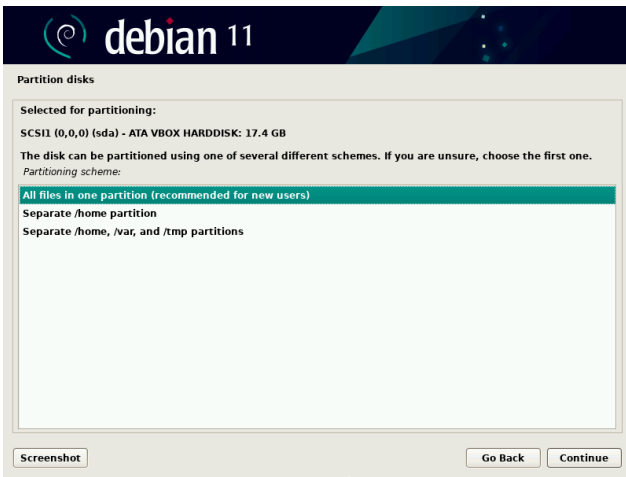 debian 11
Partition disks
Selected for partitioning:
SCSI1 (0,0,0) (sda) - ATA VBOX HARDDISK: 17.4 GB
The disk can be partitioned using one of several different schemes. If you are unsure, choose the first one.
Partitioning scheme:
All files in one partition (recommended for new users)
Separate /home partition
Separate /home, /var, and /tmp partitions
Screenshot
Go Back
Continue